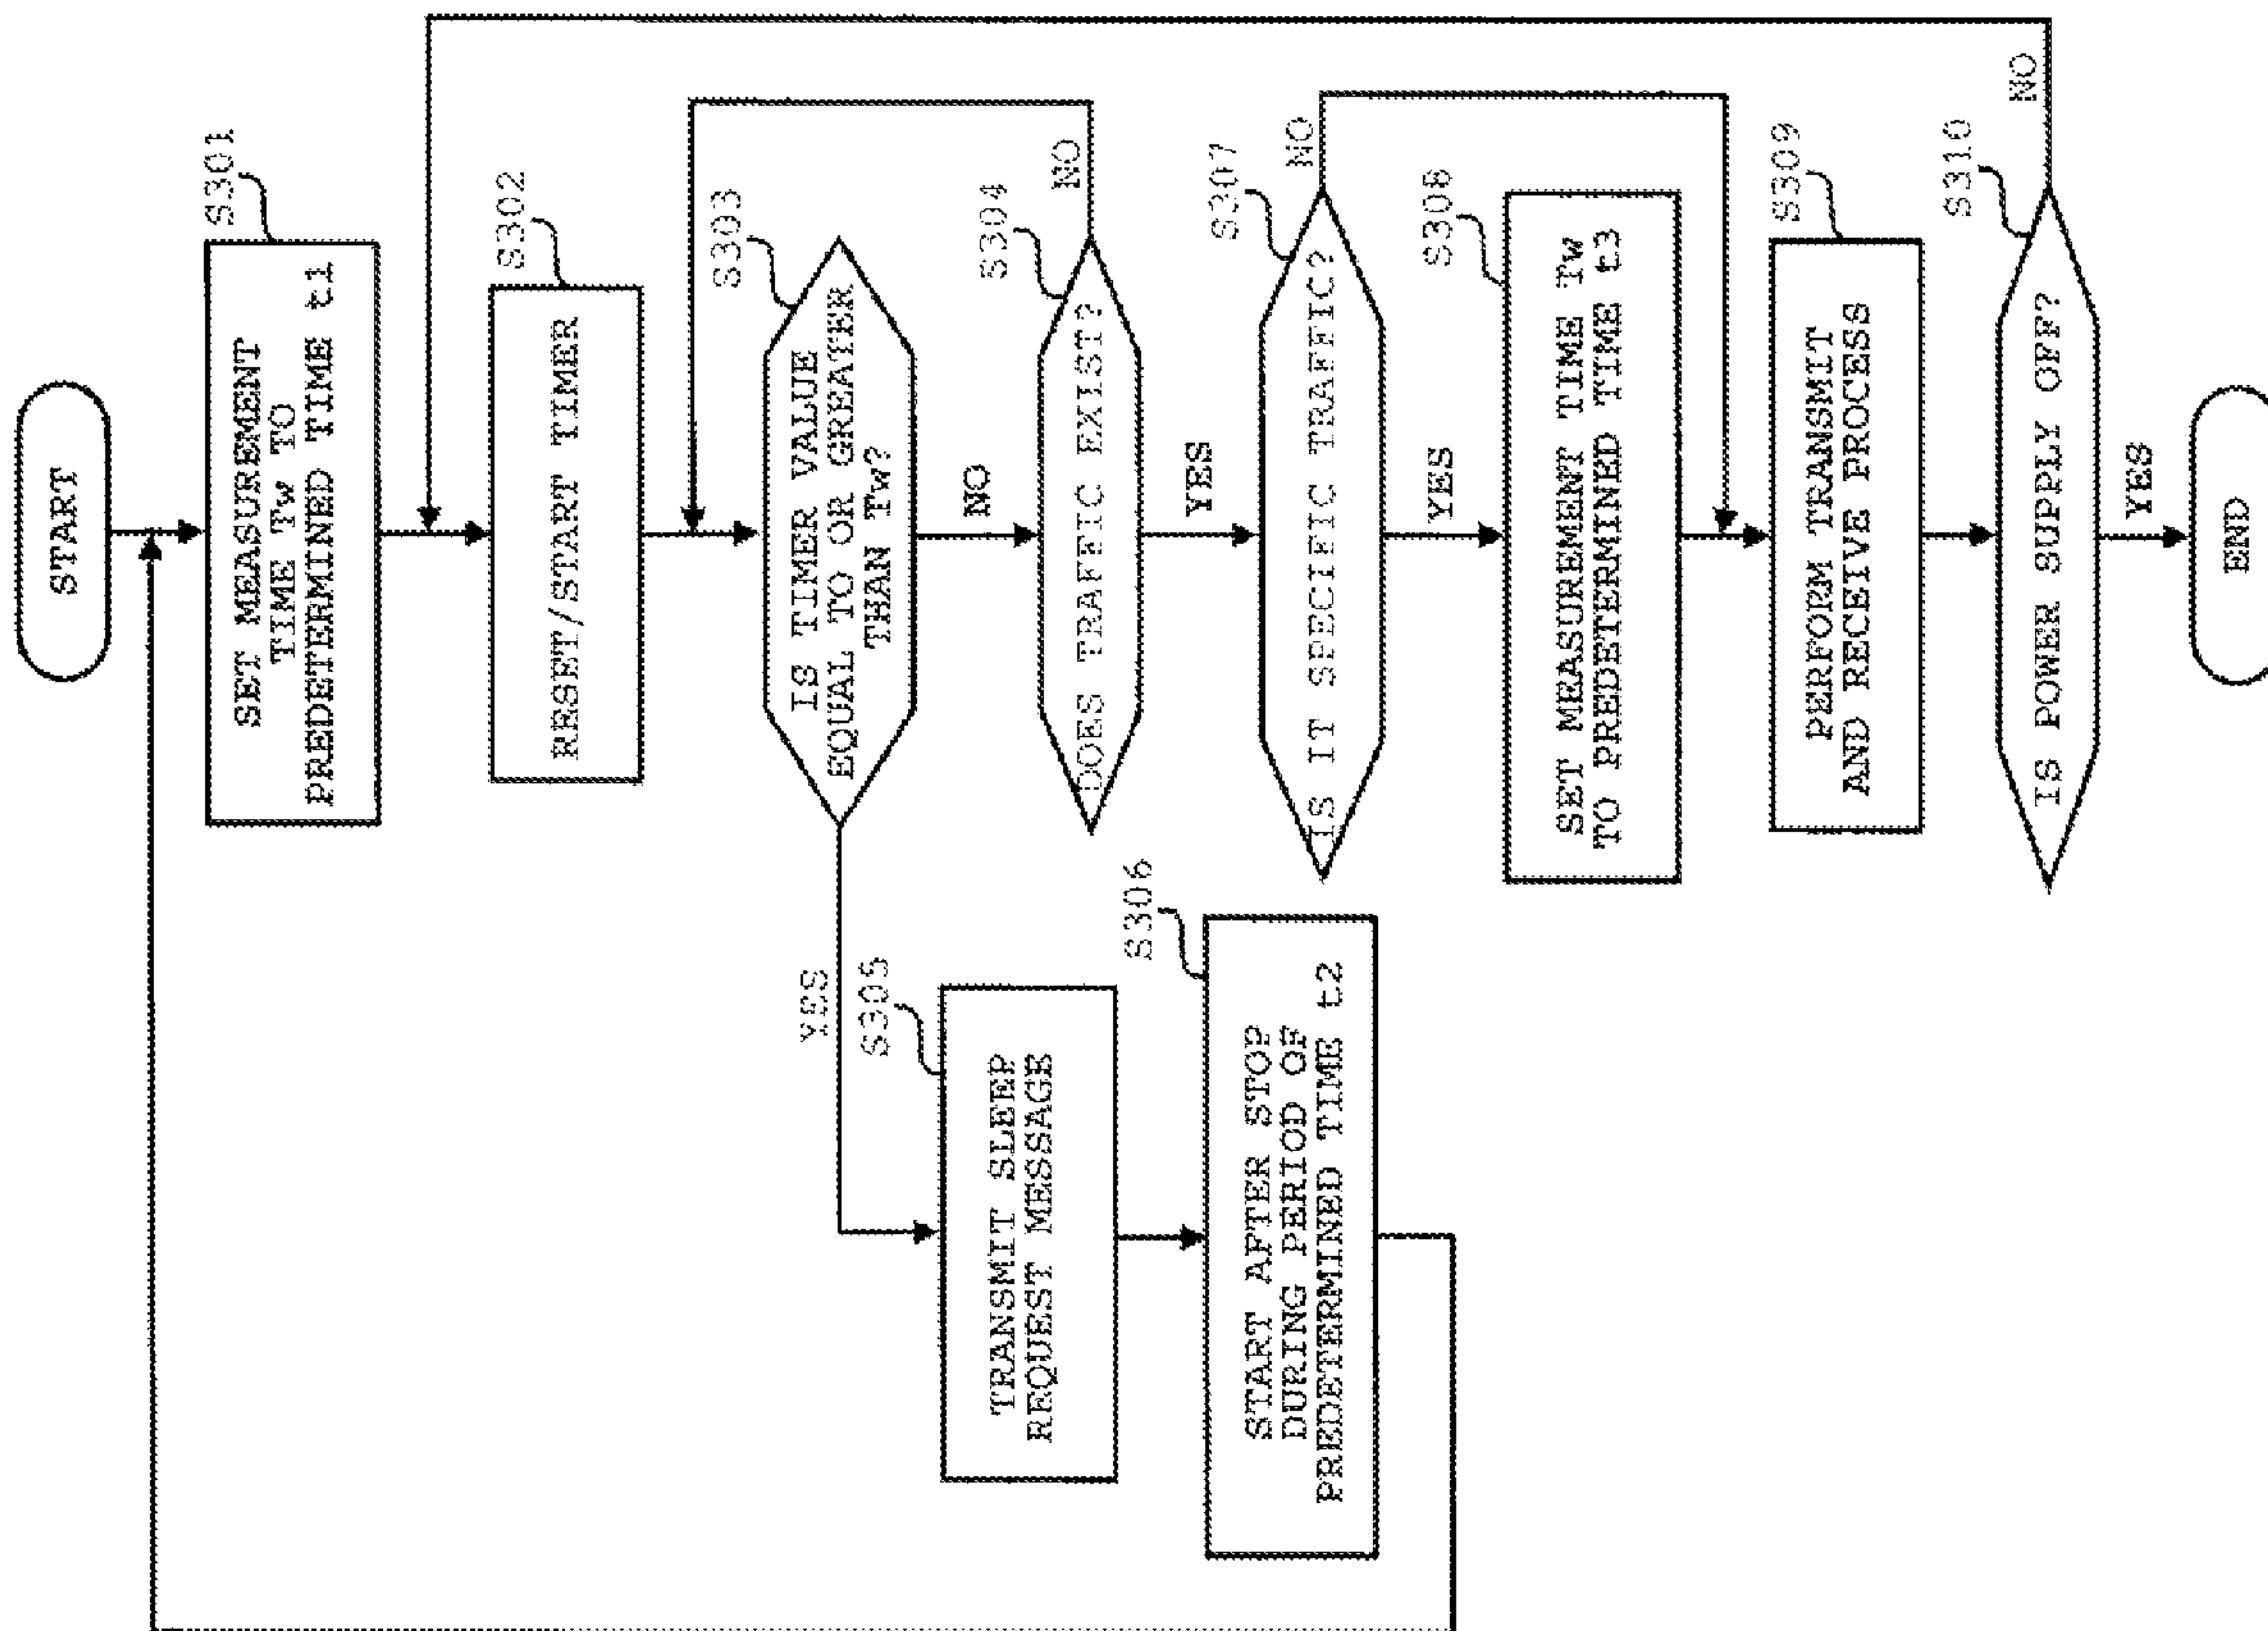 START
S301
SET MEASUREMENT
TIME Tw TO
PREDETERMINED TIME t1
S302
RESET/START TIMER
S303
IS TIMER VALUE
EQUAL TO OR GREATER
THAN Tw?
YES
NO
S304
DOES TRAFFIC EXIST?
NO
YES
S305
TRANSMIT SLEEP
REQUEST MESSAGE
S306
START AFTER STOP
DURING PERIOD OF
PREDETERMINED TIME t2
S307
IS IT SPECIFIC TRAFFIC?
NO
YES
S308
SET MEASUREMENT TIME Tw
TO PREDETERMINED TIME t3
S309
PERFORM TRANSMIT
AND RECEIVE PROCESS
S310
IS POWER SUPPLY OFF?
NO
YES
END